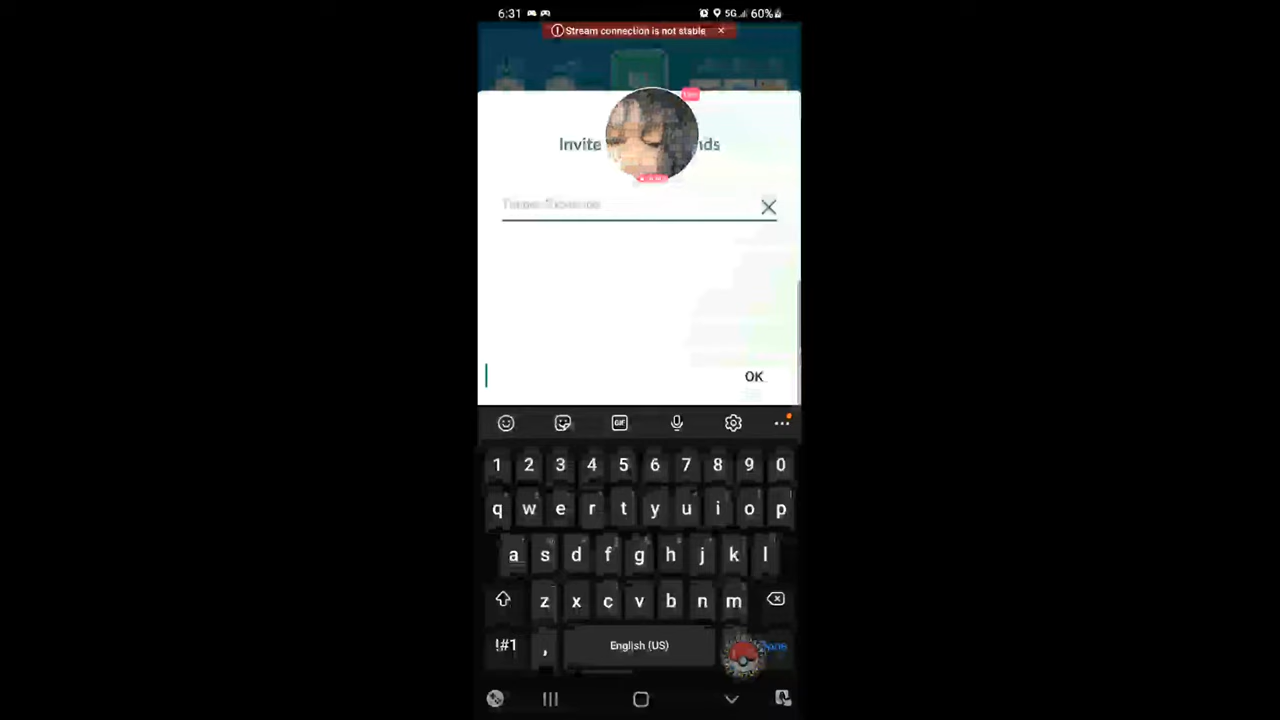 6:31
5G 60%
Stream connection is not stable ×
Invite nds
OK
GIF
1 2 3 4 5 6 7 8 9 0
q w e r t y u i o p
a s d f g h j k l
z x c v b n m
!#1 , English (US)